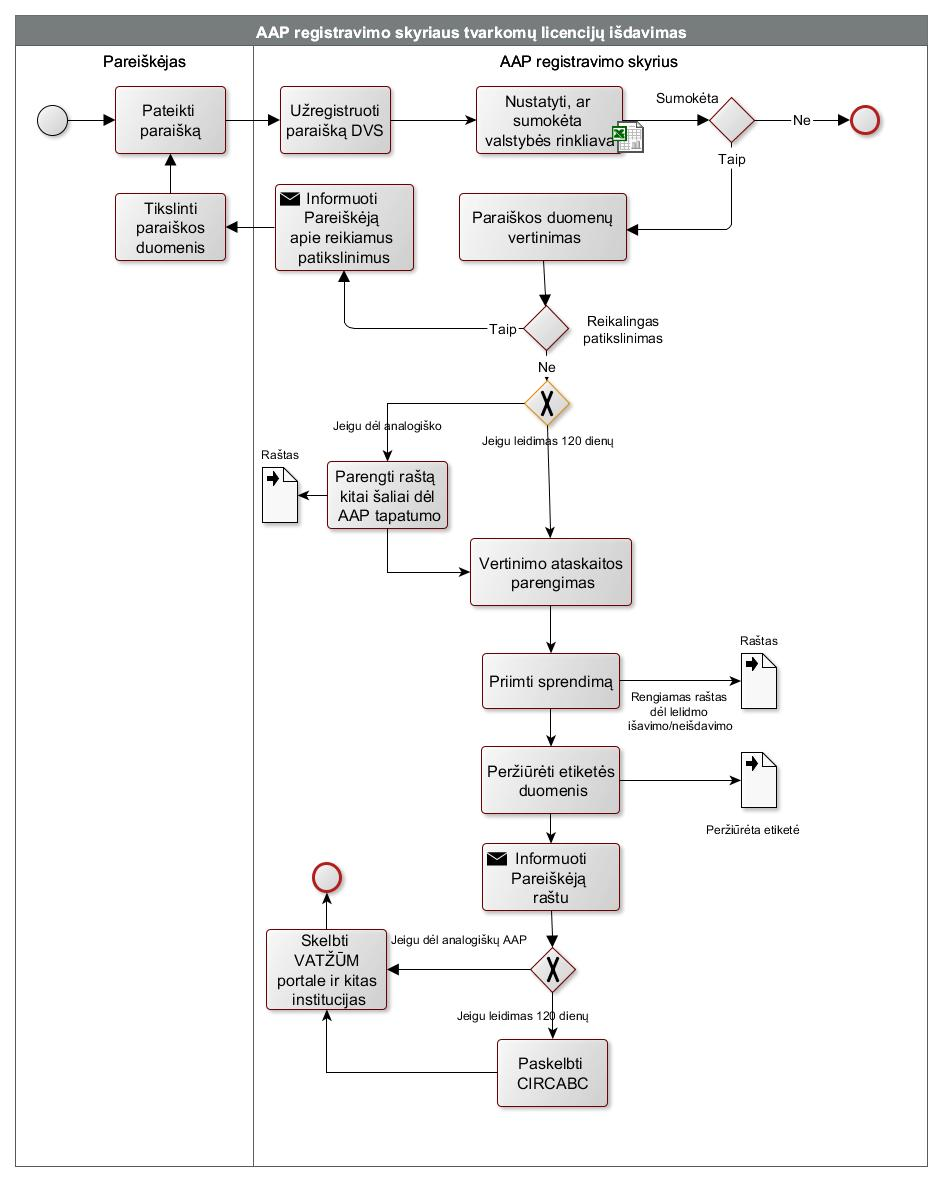 AAP registravimo skyriaus tvarkomų licencijų išdavimas
Pareiškėjas
AAP registravimo skyrius
Pateikti
paraišką
Užregistruoti
paraišką DVS
Nustatyti, ar
sumokėta
valstybės rinkliava
Sumokėta
Ne
Taip
Tikslinti
paraiškos
duomenis
Informuoti
Pareiškėją
apie reikiamus
patikslinimus
Paraiškos duomenų
vertinimas
Taip
Reikalingas
patikslinimas
Ne
Jeigu dėl analogiško
Jeigu leidimas 120 dienų
Raštas
Parengti raštą
kitai šaliai dėl
AAP tapatumo
Vertinimo ataskaitos
parengimas
Priimti sprendimą
Raštas
Rengiamas raštas
dėl lelidmo
išavimo/neišdavimo
Peržiūrėti etiketės
duomenis
Peržiūrėta etiketė
Informuoti
Pareiškėją
raštu
Jeigu dėl analogiškų AAP
Skelbti
VATŽŪM
portale ir kitas
institucijas
Jeigu leidimas 120 dienų
Paskelbti
CIRCABC